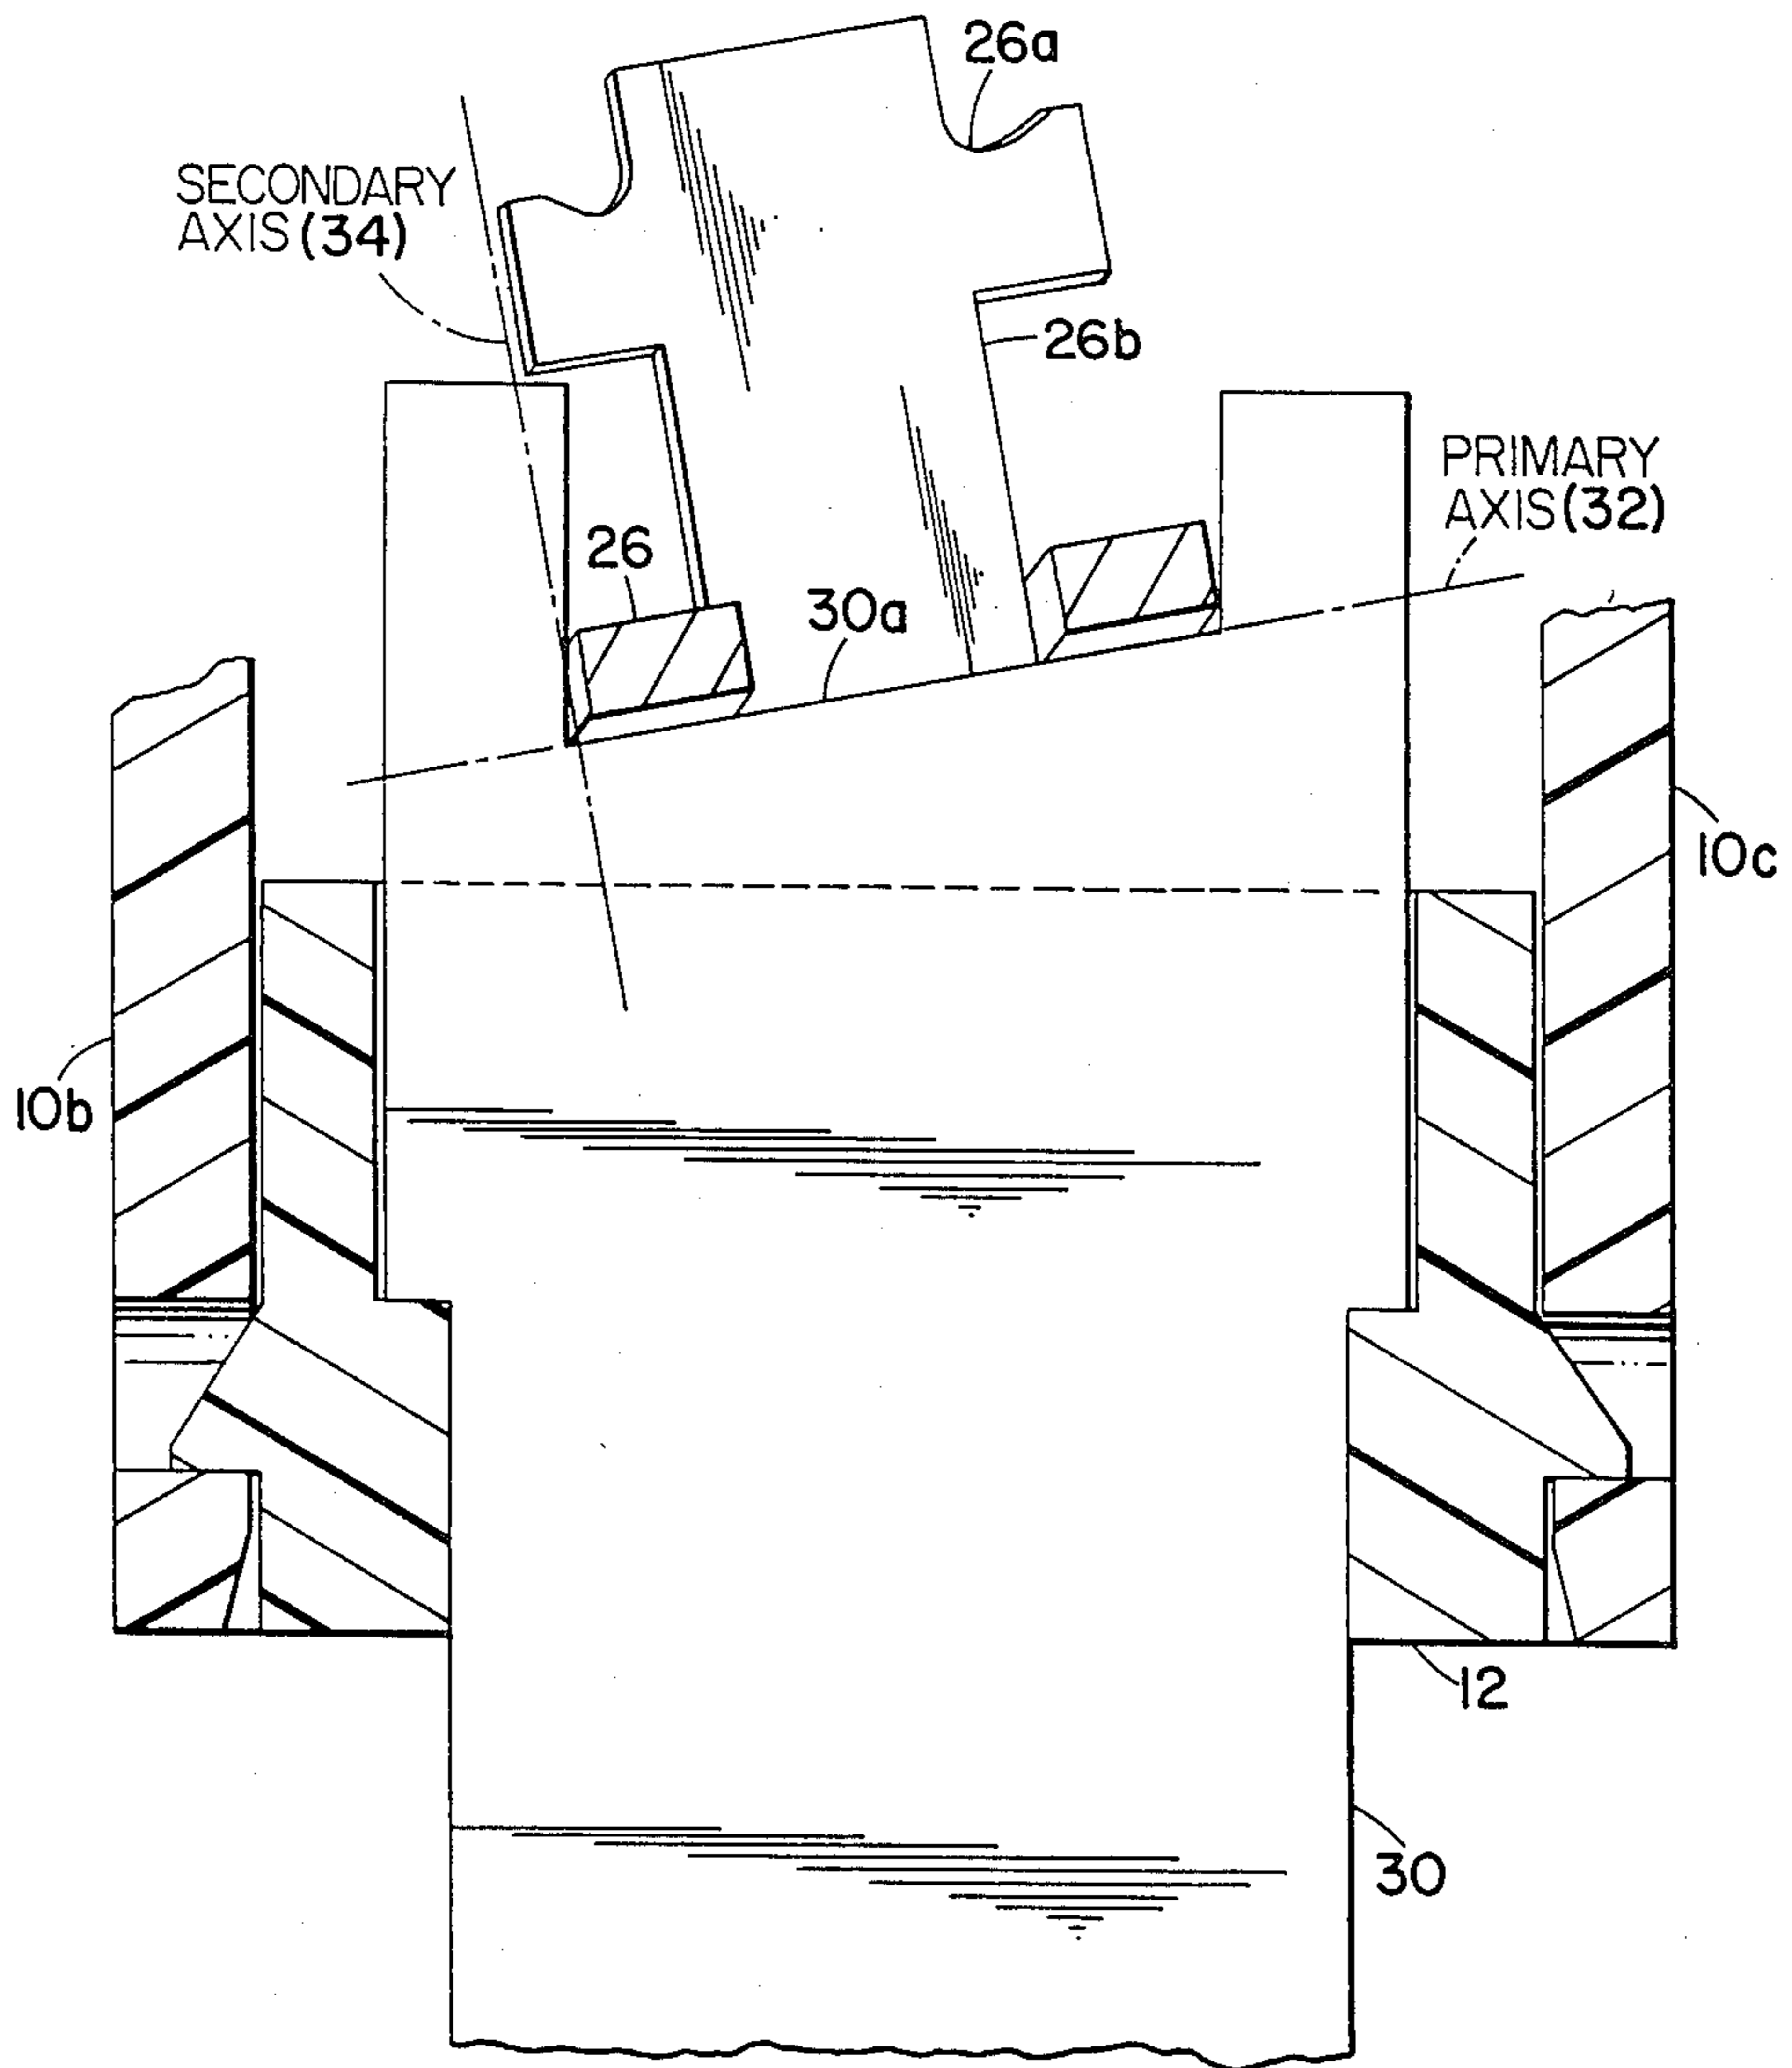 26a
SECONDARY
AXIS (34)
26b
PRIMARY
AXIS (32)
26
30a
10c
10b
12
30